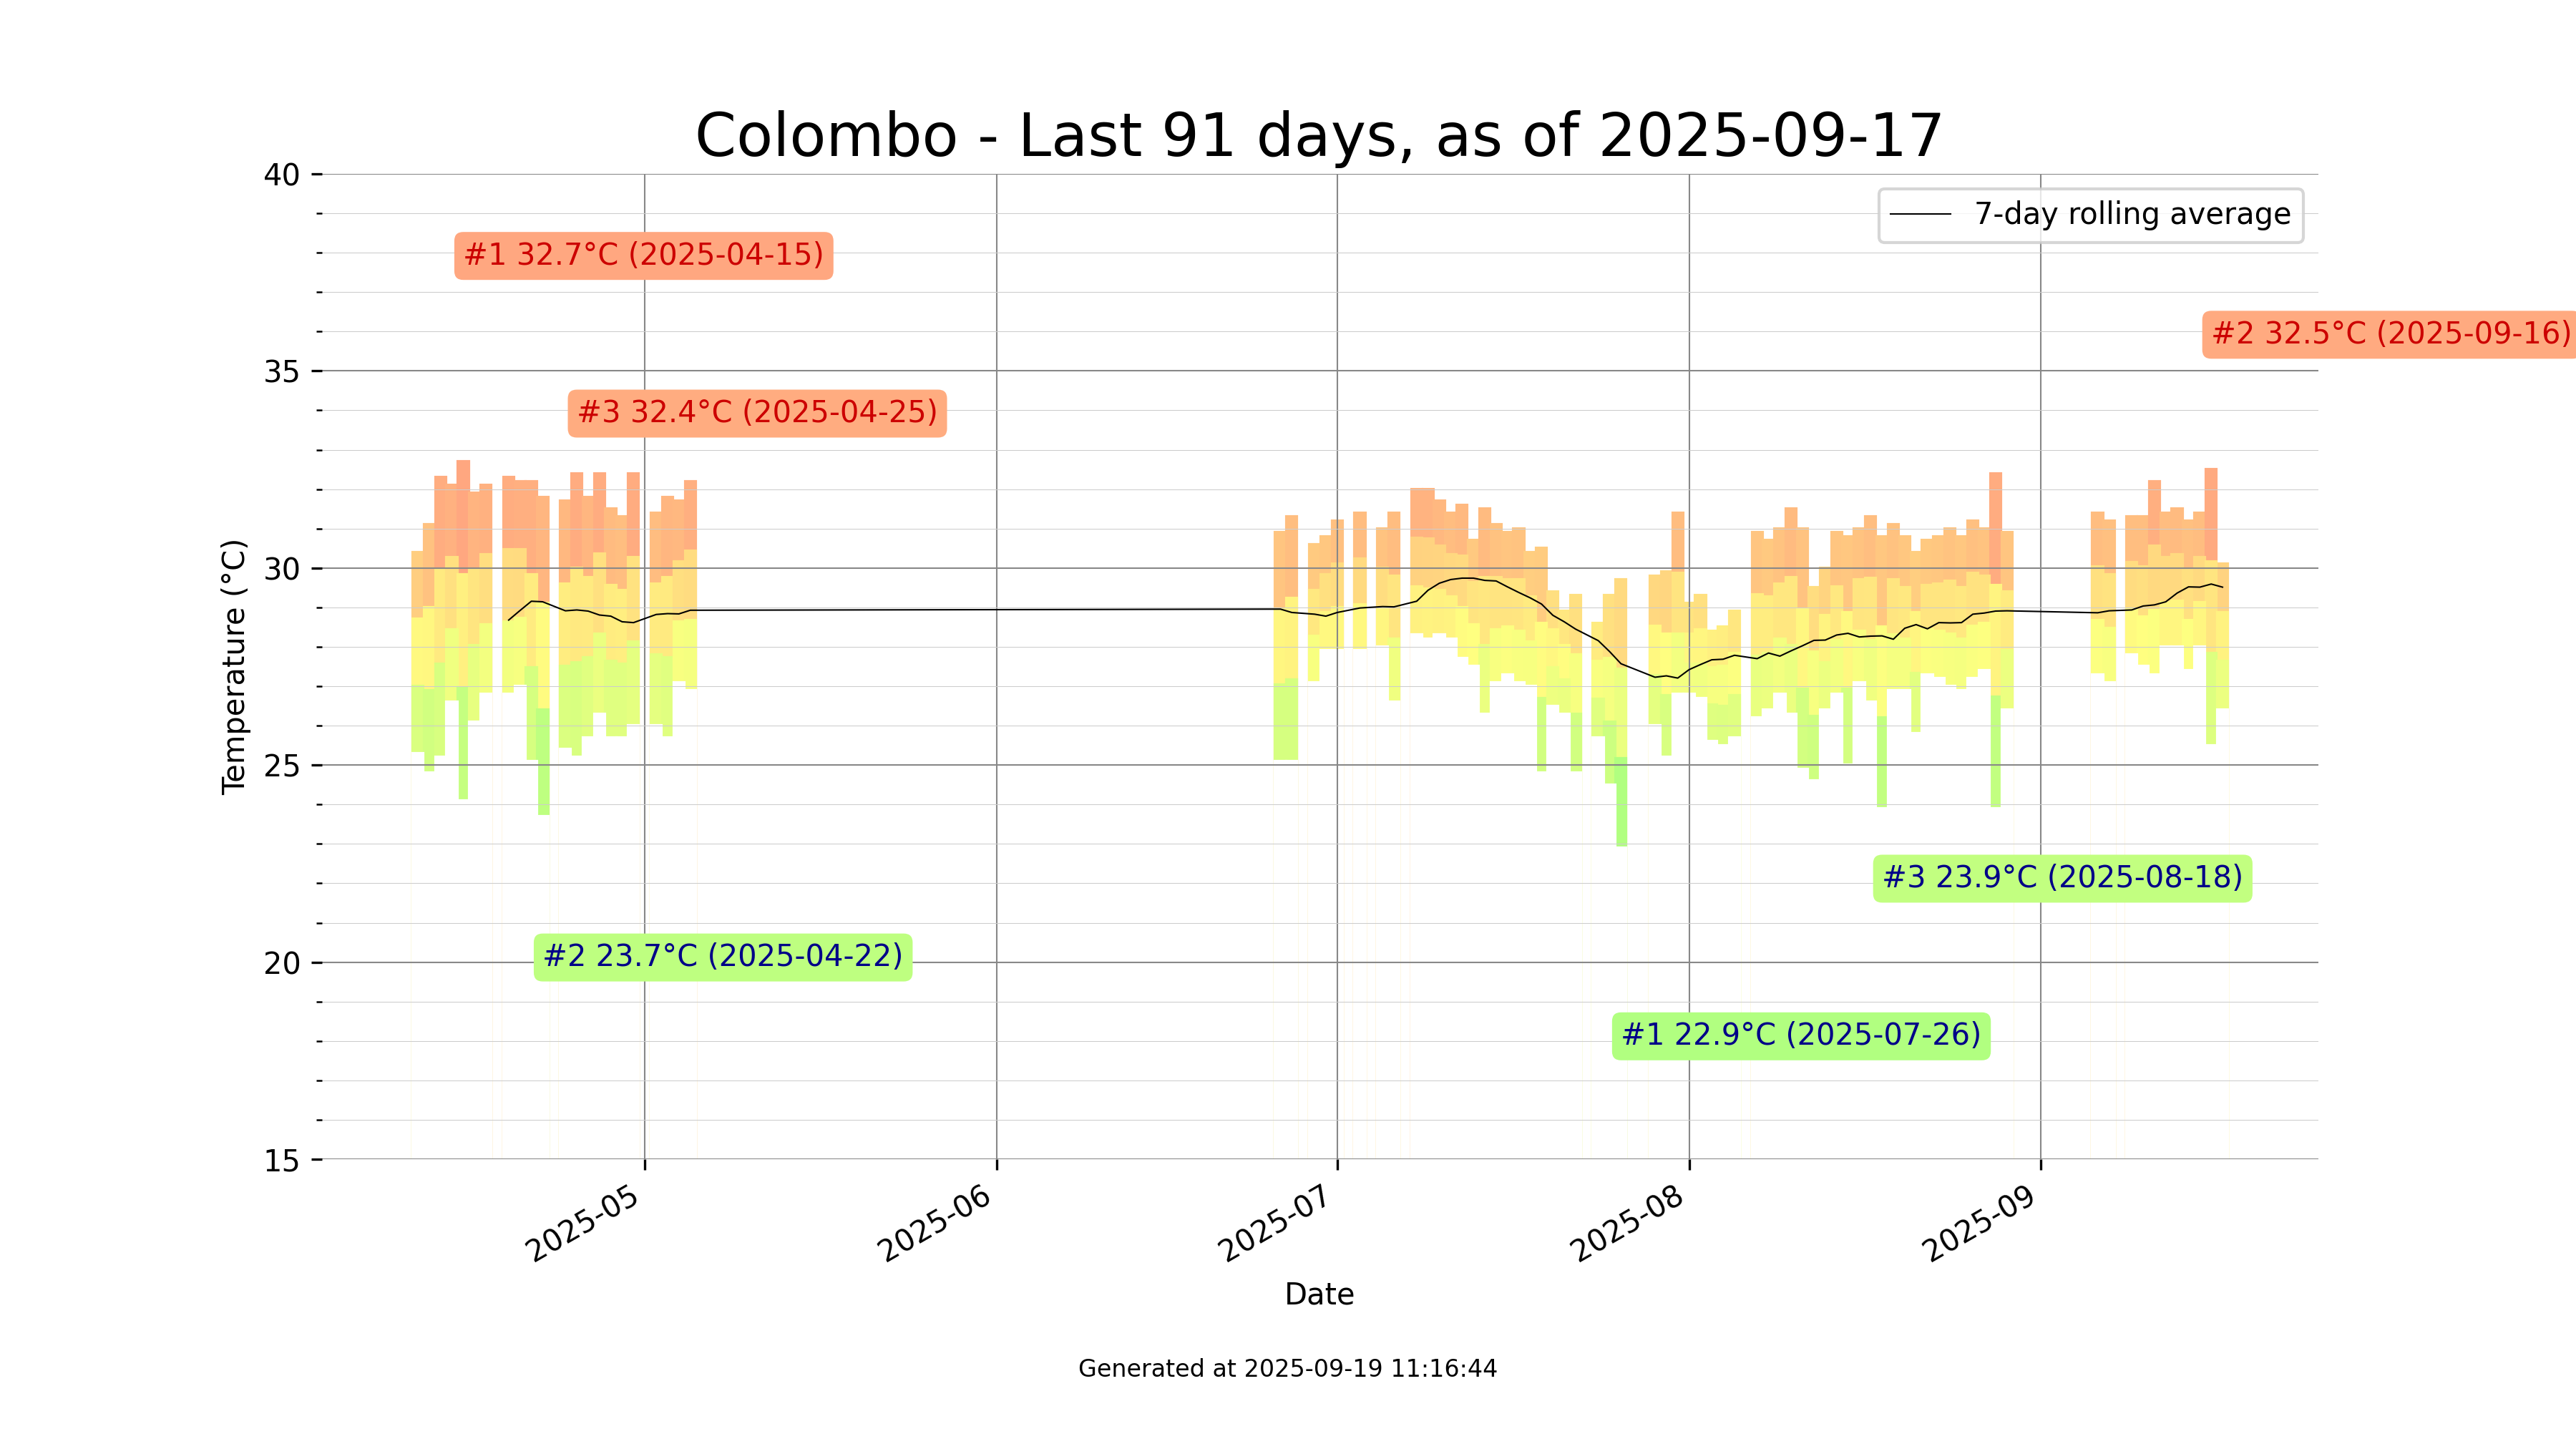 Colombo - Last 91 days, as of 2025-09-17
40
7-day rolling average
#1 32.7°C (2025-04-15)
#2 32.5°C (2025-09-16)
35
#3 32.4°C (2025-04-25)
30
Temperature (°C)
25
#3 23.9°C (2025-08-18)
#2 23.7°C (2025-04-22)
20
#1 22.9°C (2025-07-26)
15
2025-05
2025-06
2025-07
2025-08
2025-09
Date
Generated at 2025-09-19 11:16:44